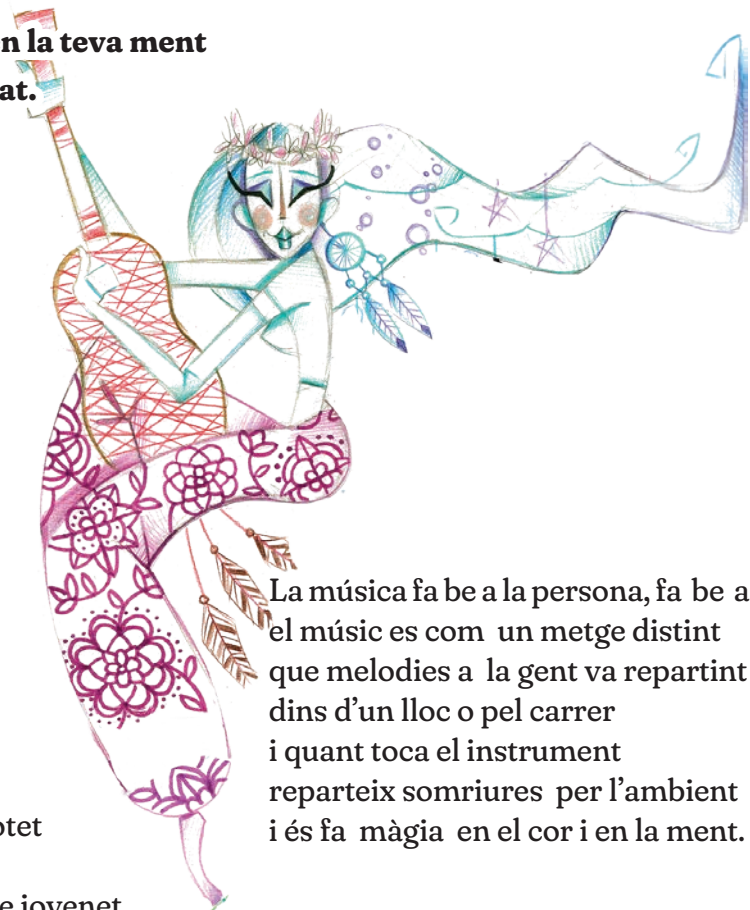 n la teva ment
at.
La música fa be a la persona, fa be a
el músic es com un metge distint
que melodies a la gent va repartint
dins d’un lloc o pel carrer
i quant toca el instrument
reparteix somriures per l’ambient
i és fa màgia en el cor i en la ment.
otet
e jovenet